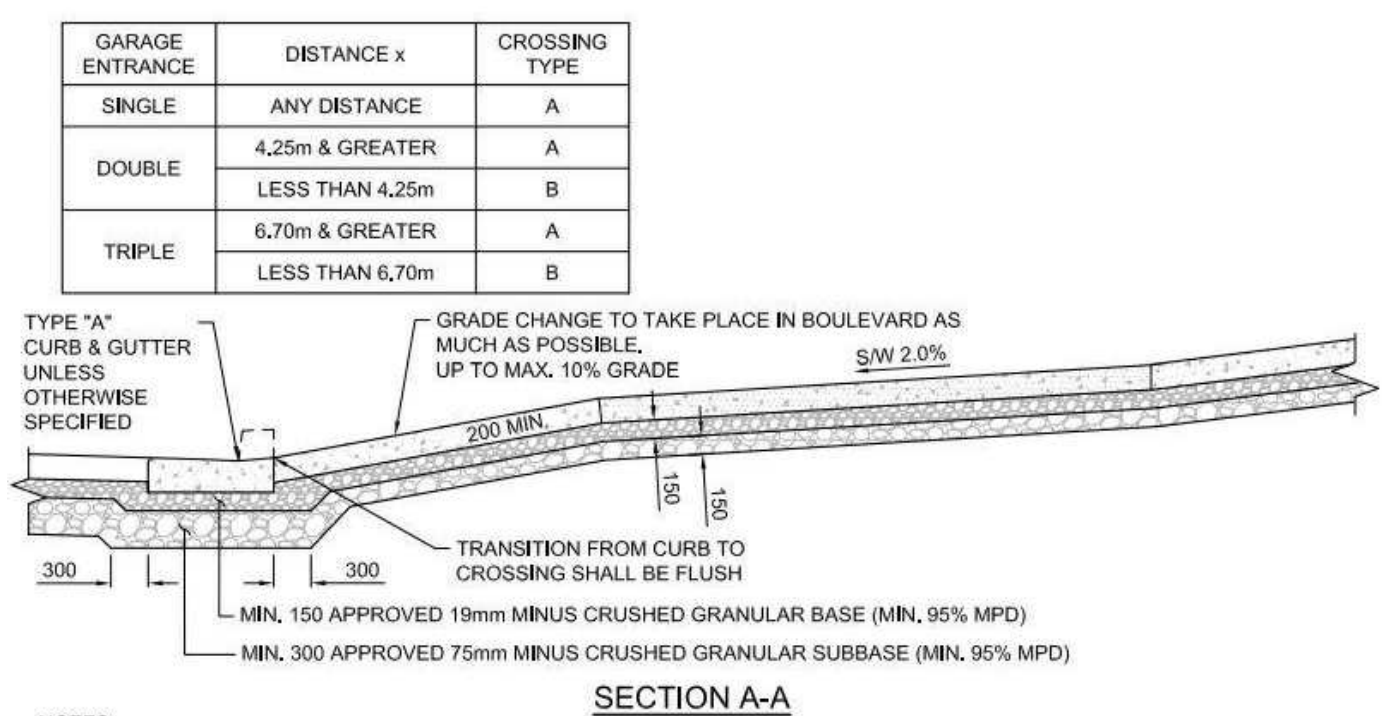 GARAGE
ENTRANCE
DISTANCE x
CROSSING
TYPE
SINGLE
ANY DISTANCE
A
DOUBLE
4.25m & GREATER
A
LESS THAN 4.25m
B
TRIPLE
6.70m & GREATER
A
LESS THAN 6.70m
B
TYPE "A"
CURB & GUTTER
UNLESS
OTHERWISE
SPECIFIED
GRADE CHANGE TO TAKE PLACE IN BOULEVARD AS
MUCH AS POSSIBLE.
UP TO MAX. 10% GRADE
S/W 2.0%
200 MIN.
150
150
TRANSITION FROM CURB TO
CROSSING SHALL BE FLUSH
300
300
MIN. 150 APPROVED 19mm MINUS CRUSHED GRANULAR BASE (MIN. 95% MPD)
MIN. 300 APPROVED 75mm MINUS CRUSHED GRANULAR SUBBASE (MIN. 95% MPD)
SECTION A-A